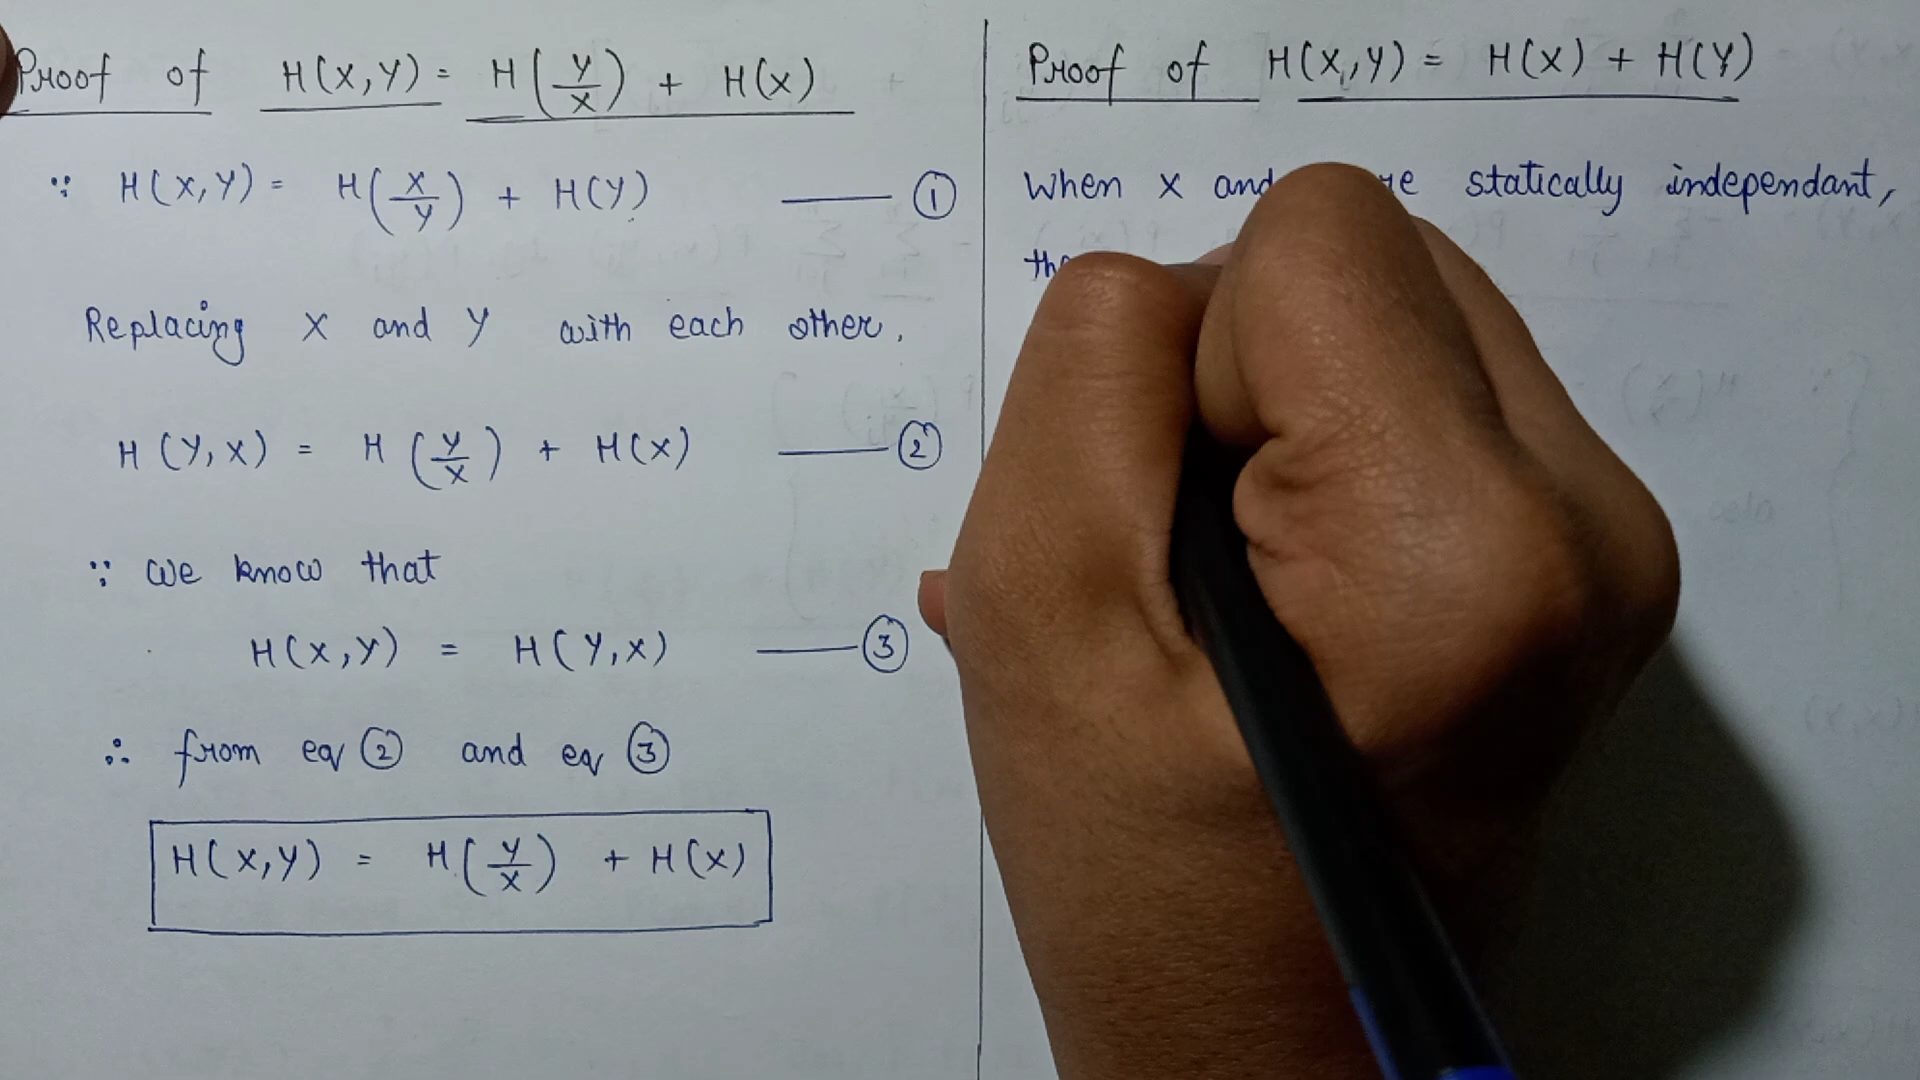 Proof of H(X,Y) = H(Y/X) + H(X)
∵ H(X,Y) = H(X/Y) + H(Y) —— ①
Replacing X and Y with each other.
H(Y,X) = H(Y/X) + H(X) —— ②
∵ we know that
H(X,Y) = H(Y,X) —— ③
∴ from eq ② and eq ③
H(X,Y) = H(Y/X) + H(X)
Proof of H(X,Y) = H(X) + H(Y)
When X and statically independant,